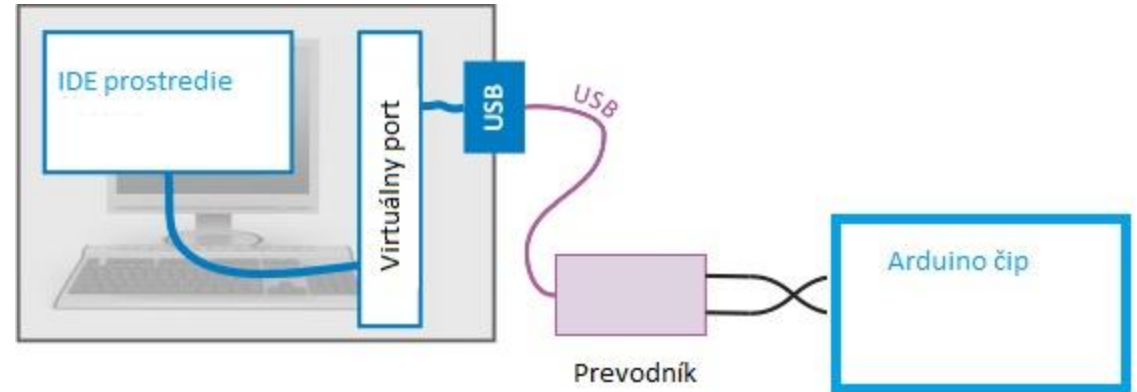 IDE prostredie
Virtuálny port
USB
USB
Prevodník
Arduino čip